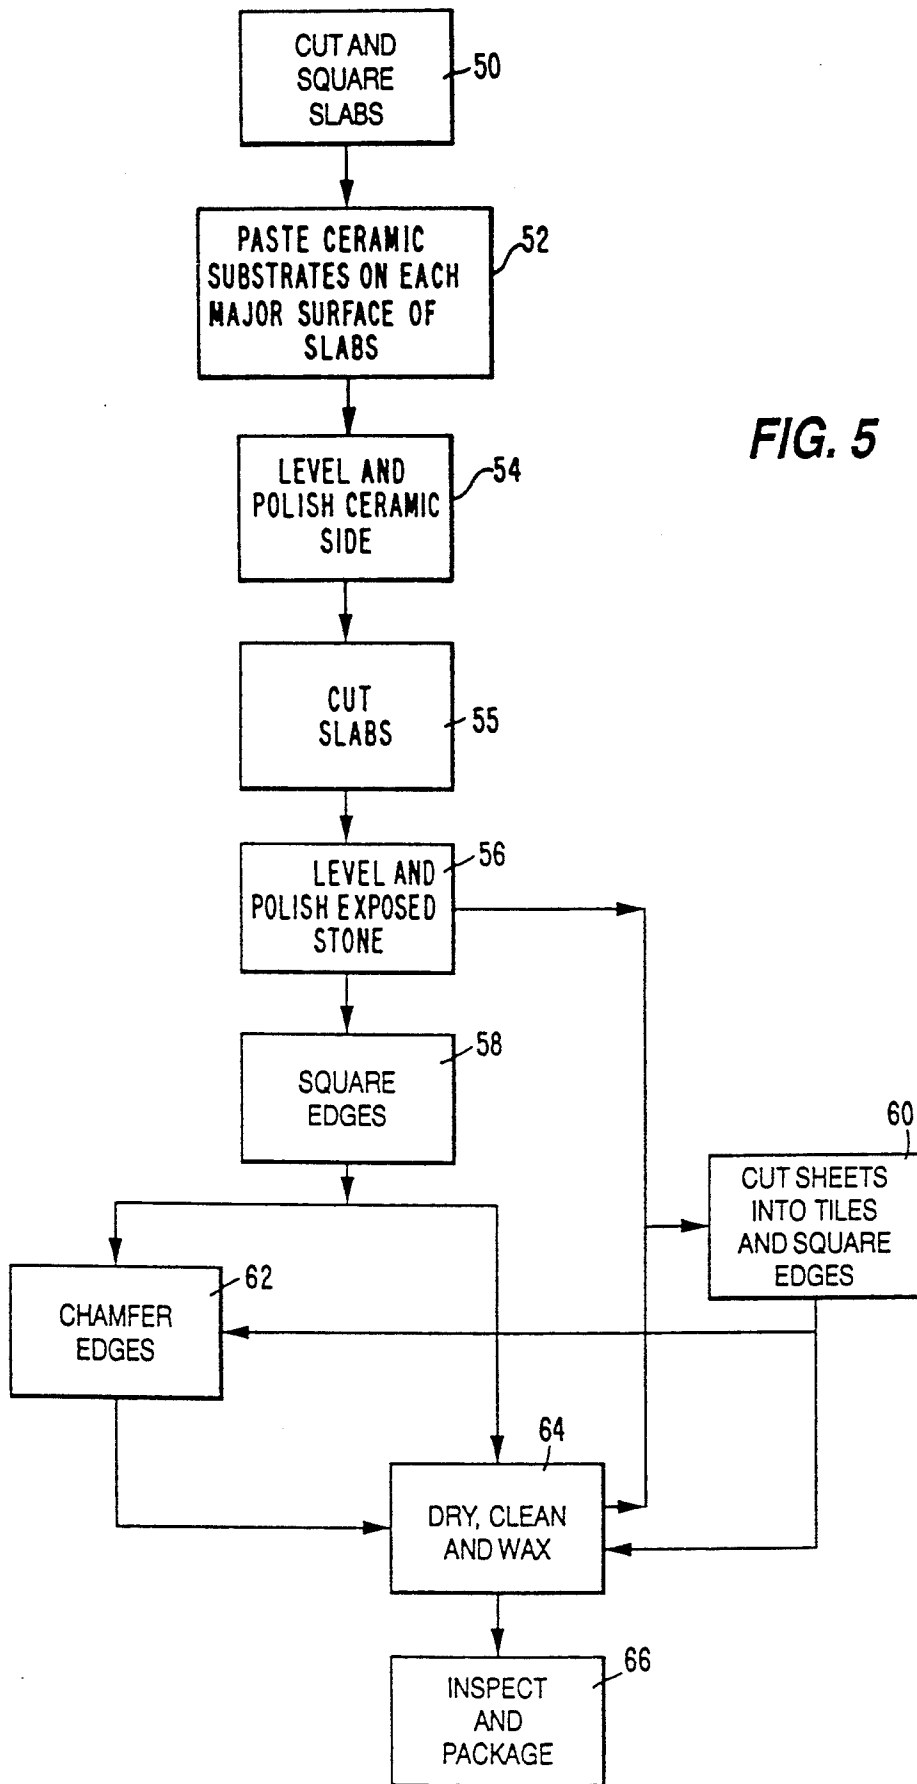 CUT AND
SQUARE
SLABS
50
PASTE CERAMIC
SUBSTRATES ON EACH
MAJOR SURFACE OF
SLABS
52
FIG. 5
LEVEL AND
POLISH CERAMIC
SIDE
54
CUT
SLABS
55
LEVEL AND
POLISH EXPOSED
STONE
56
SQUARE
EDGES
58
CUT SHEETS
INTO TILES
AND SQUARE
EDGES
60
CHAMFER
EDGES
62
DRY, CLEAN
AND WAX
64
INSPECT
AND
PACKAGE
66